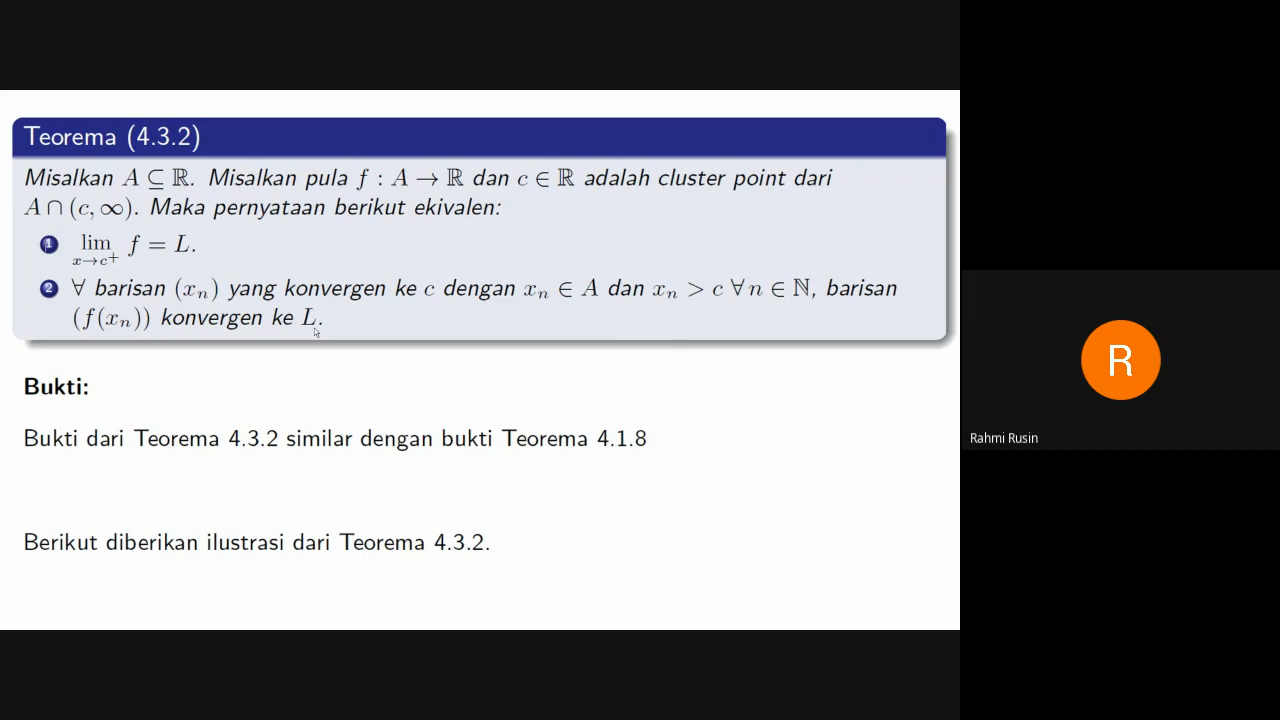 Teorema (4.3.2)
Misalkan A ⊆ ℝ. Misalkan pula f : A → ℝ dan c ∈ ℝ adalah cluster point dari
A ∩ (c, ∞). Maka pernyataan berikut ekivalen:
1 lim x→c⁺ f = L.
2 ∀ barisan (xₙ) yang konvergen ke c dengan xₙ ∈ A dan xₙ > c ∀ n ∈ ℕ, barisan
(f(xₙ)) konvergen ke L.
Bukti:
Bukti dari Teorema 4.3.2 similar dengan bukti Teorema 4.1.8
Berikut diberikan ilustrasi dari Teorema 4.3.2.
R
Rahmi Rusin